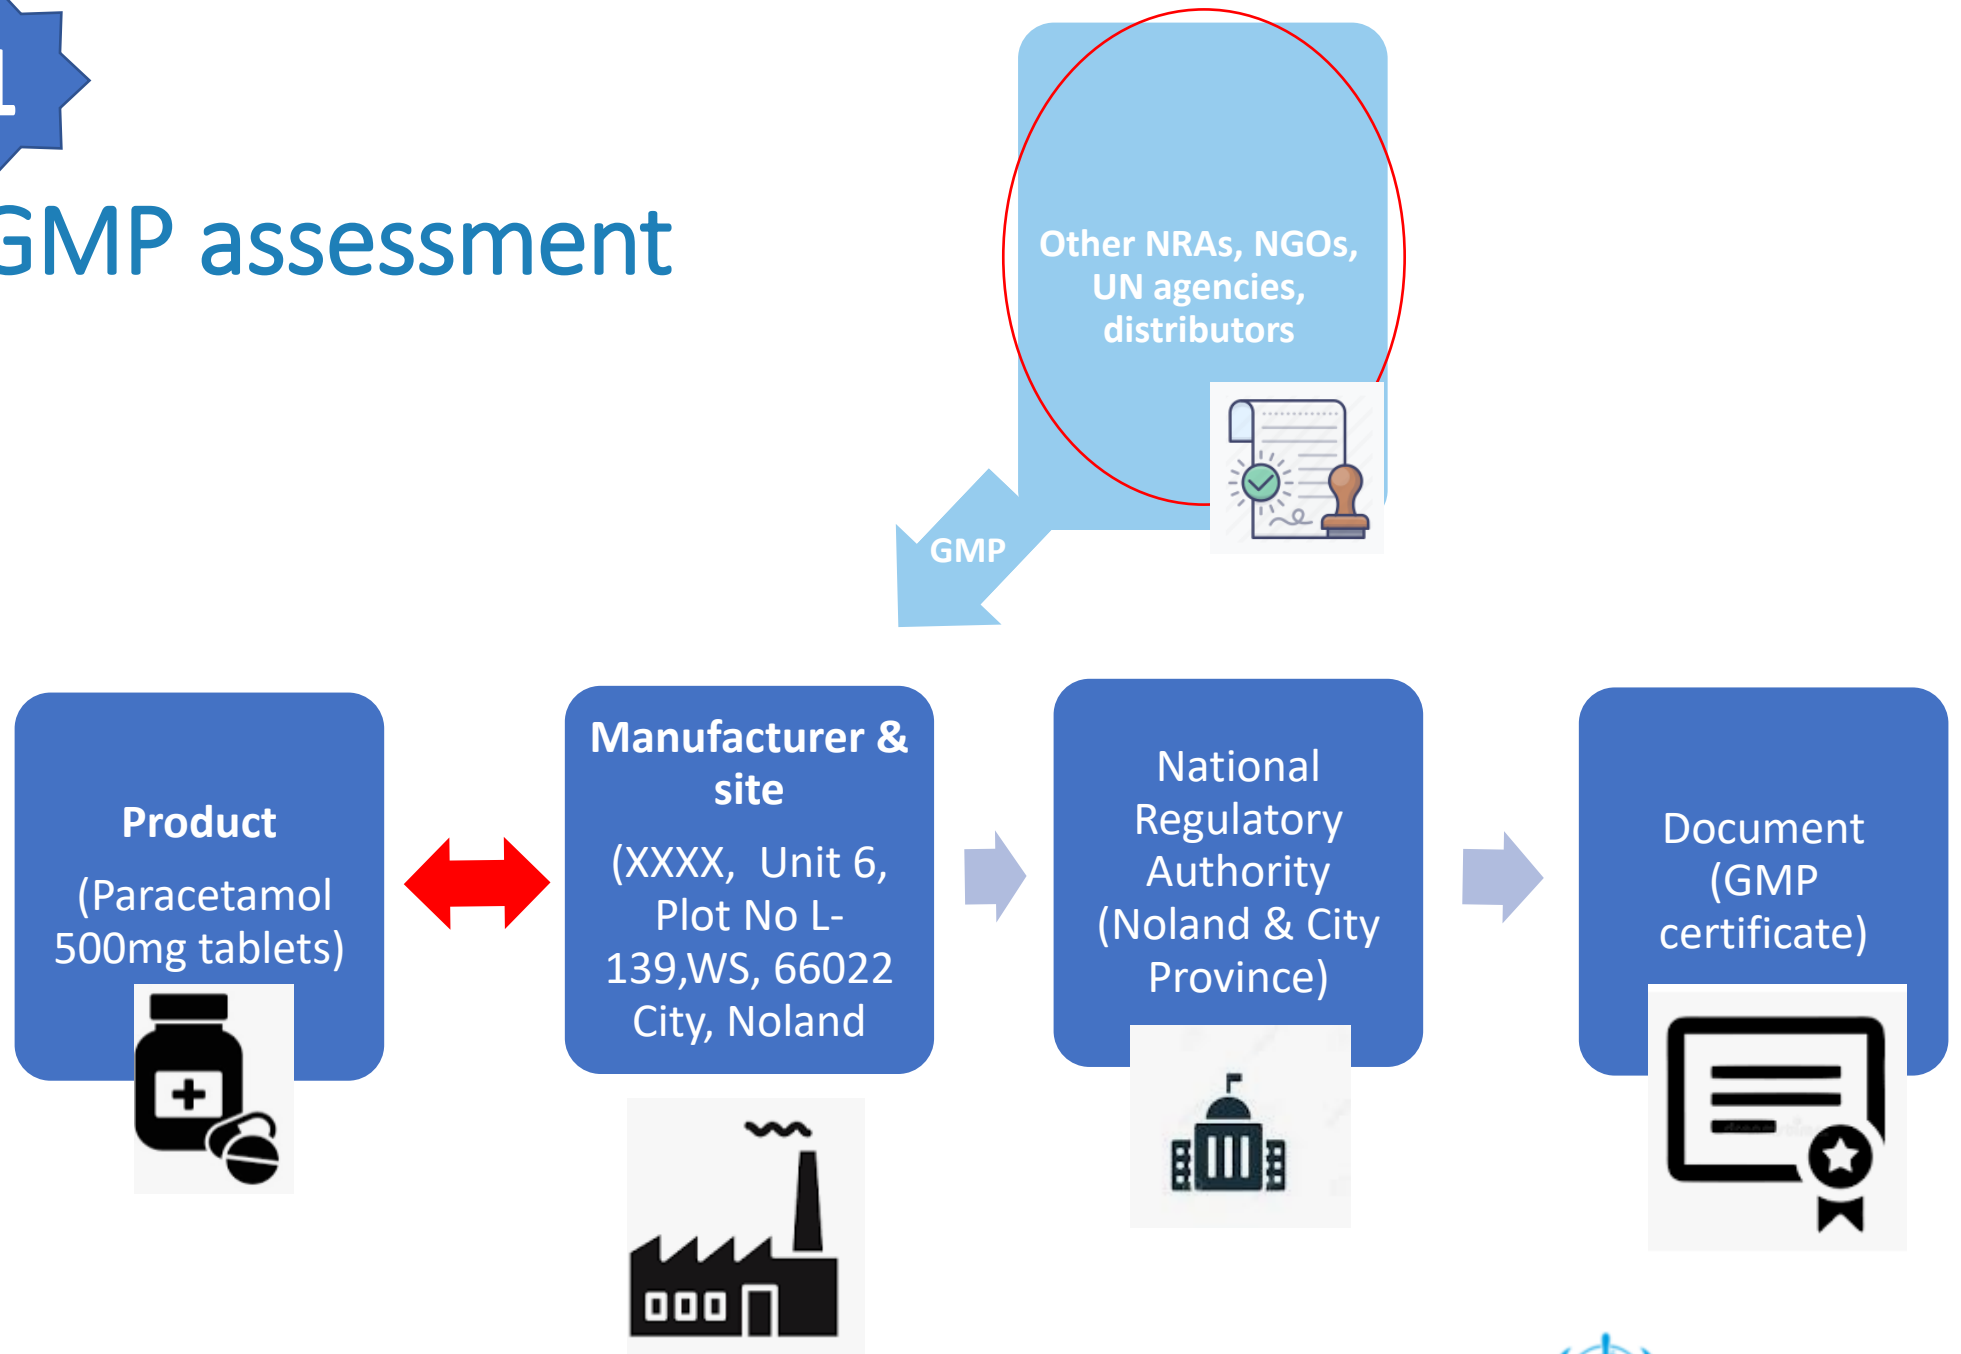 1
GMP assessment
Other NRAs, NGOs,
UN agencies,
distributors
GMP
Product
(Paracetamol
500mg tablets)
Manufacturer &
site
(XXXX, Unit 6,
Plot No L-
139,WS, 66022
City, Noland
National
Regulatory
Authority
(Noland & City
Province)
Document
(GMP
certificate)